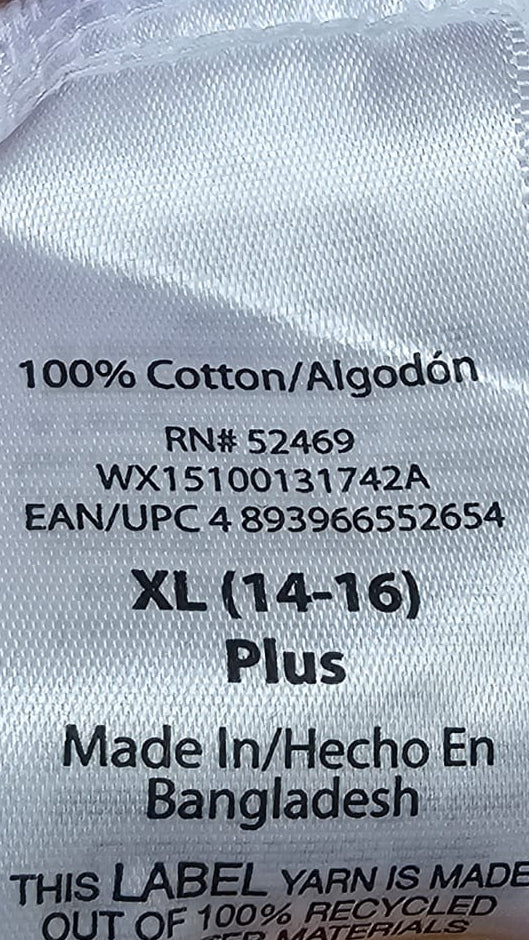 100% Cotton/Algodón
RN# 52469
WX15100131742A
EAN/UPC 4 893966552654
XL (14-16)
Plus
Made In/Hecho En
Bangladesh
THIS LABEL YARN IS MADE
OUT OF 100% RECYCLED
MATERIALS